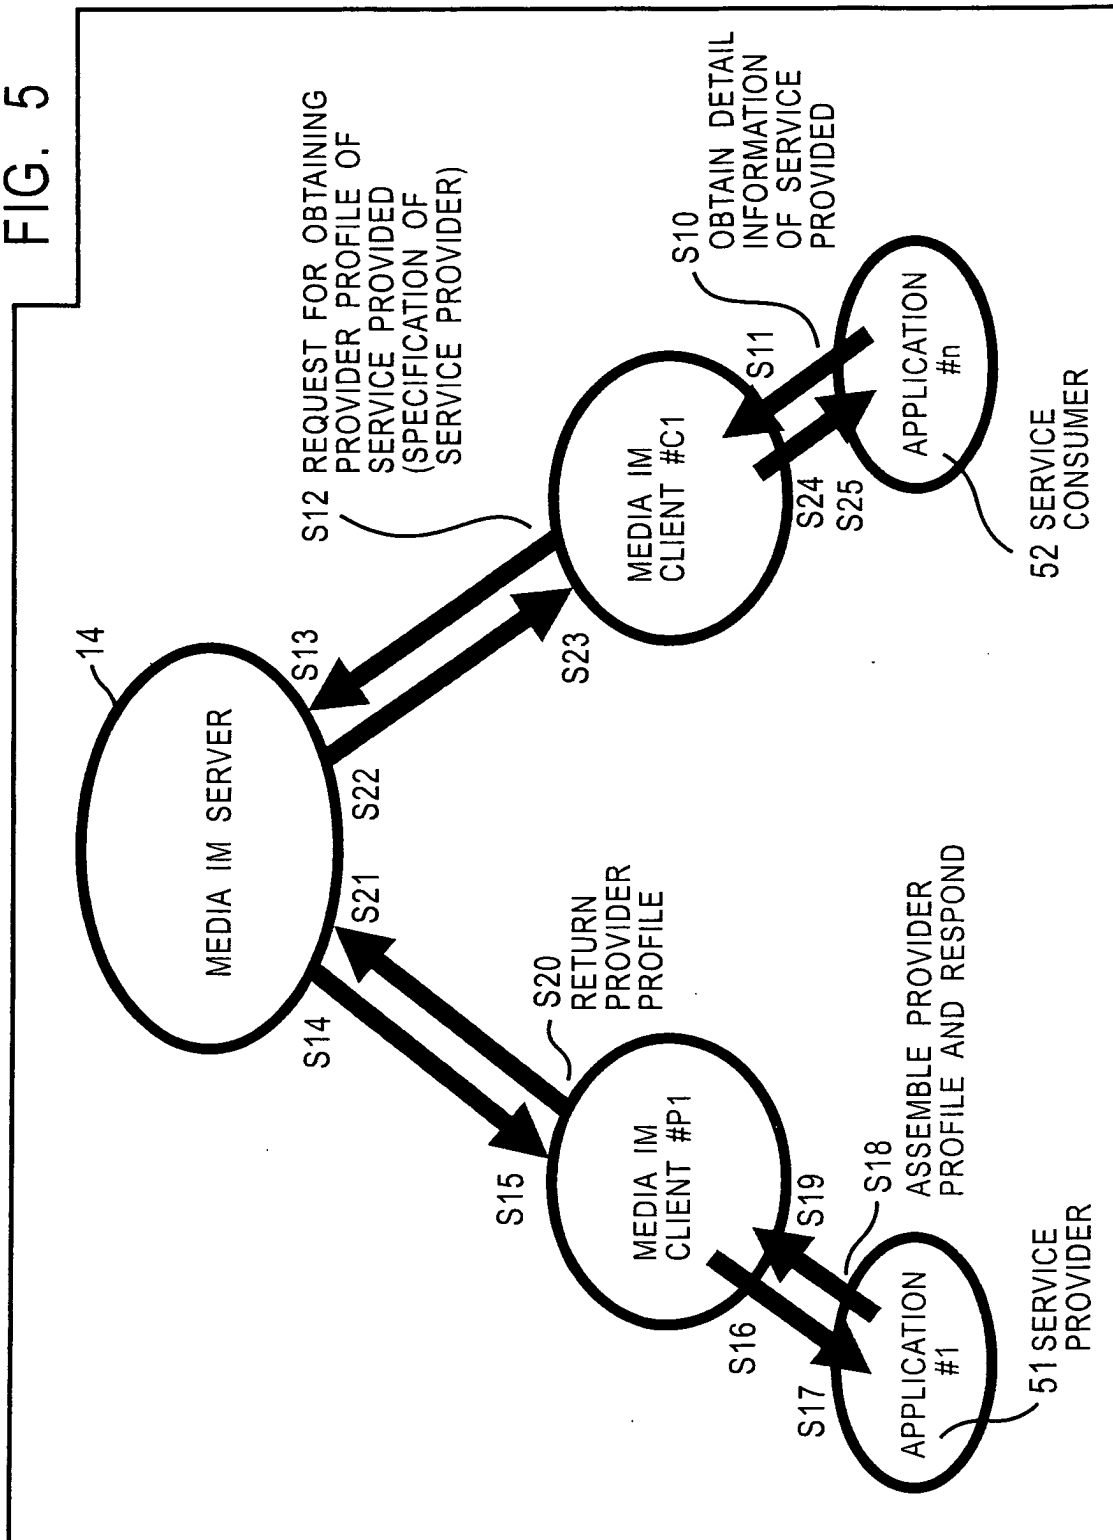 FIG. 5
14
MEDIA IM SERVER
S13
S22
S21
S14
S12 REQUEST FOR OBTAINING
PROVIDER PROFILE OF
SERVICE PROVIDED
(SPECIFICATION OF
SERVICE PROVIDER)
S23
S20
RETURN
PROVIDER
PROFILE
S15
MEDIA IM
CLIENT #P1
MEDIA IM
CLIENT #C1
S10
OBTAIN DETAIL
INFORMATION
OF SERVICE
PROVIDED
S11
S24
S25
S16
S17
S19
S18
ASSEMBLE PROVIDER
PROFILE AND RESPOND
APPLICATION
#1
51 SERVICE
PROVIDER
APPLICATION
#n
52 SERVICE
CONSUMER